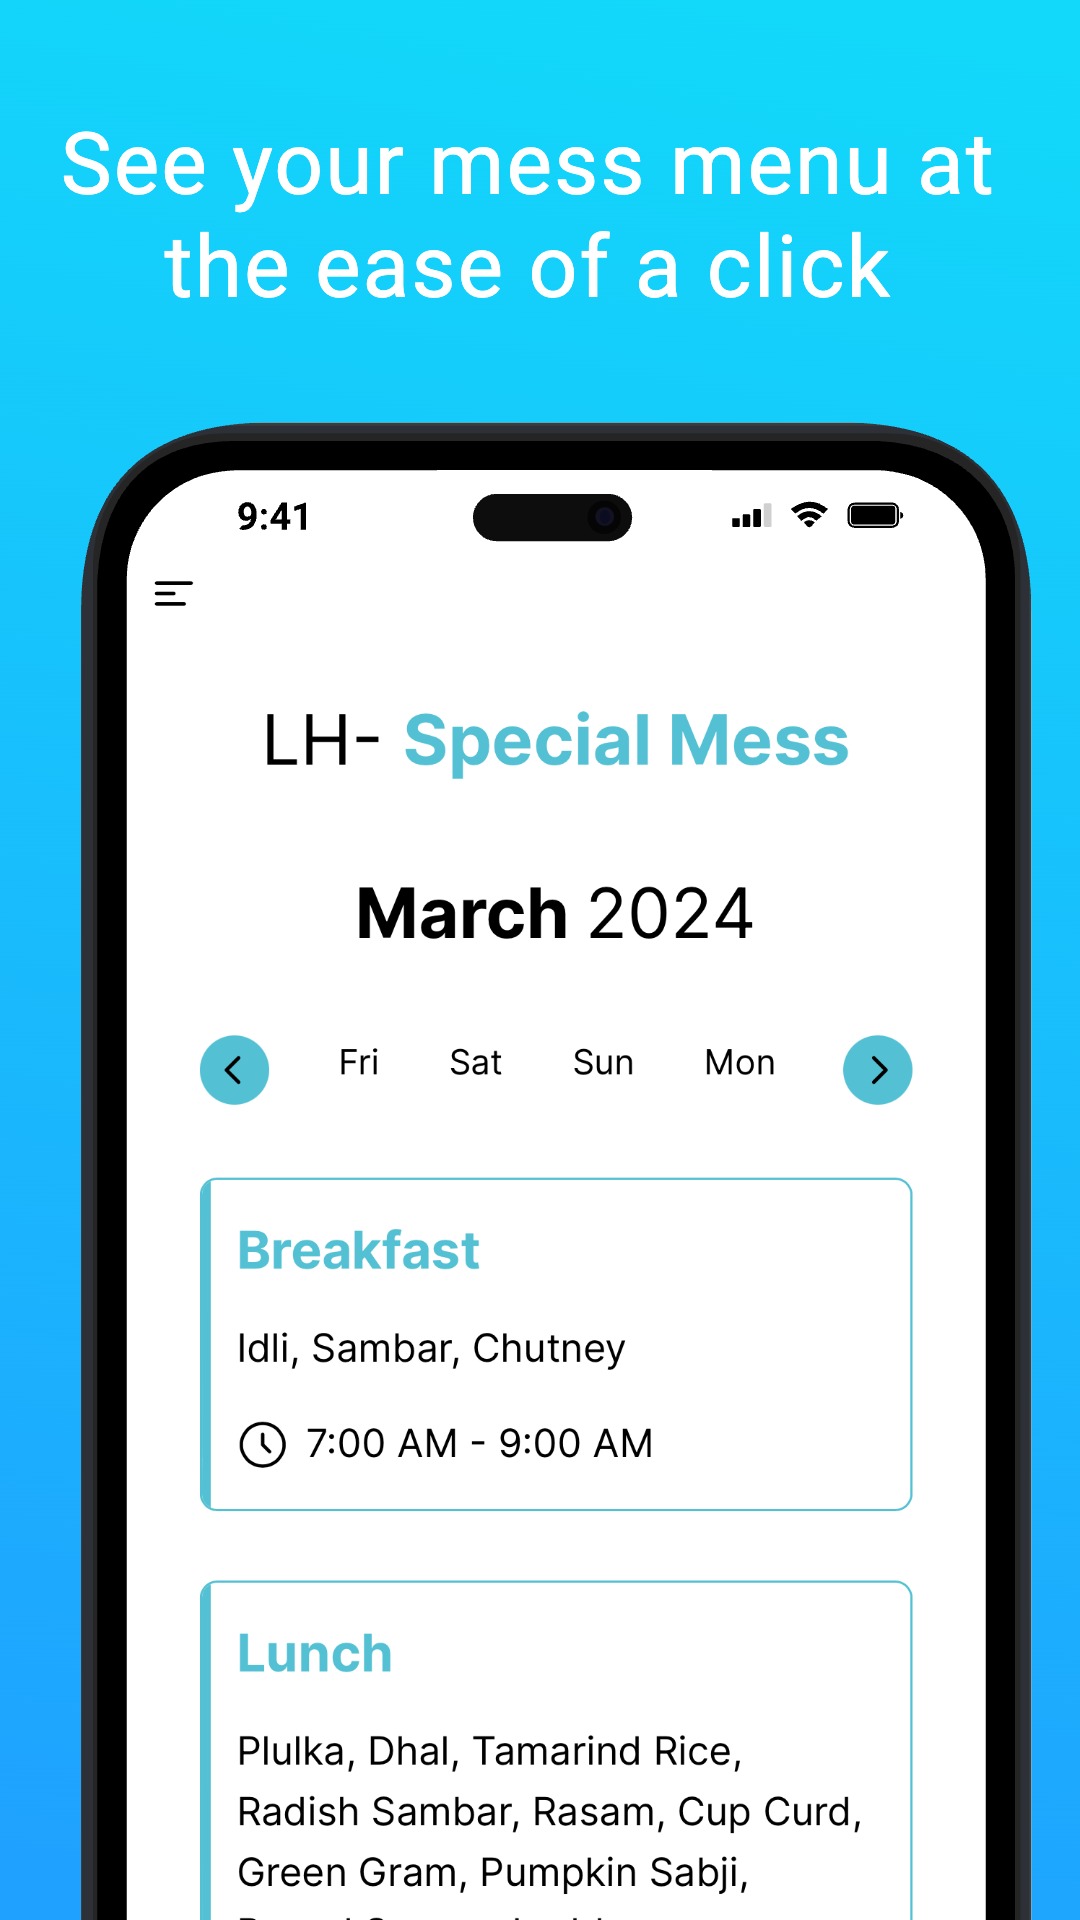 See your mess menu at
the ease of a click
9:41
LH- Special Mess
March 2024
Fri Sat Sun Mon
Breakfast
Idli, Sambar, Chutney
7:00 AM - 9:00 AM
Lunch
Plulka, Dhal, Tamarind Rice,
Radish Sambar, Rasam, Cup Curd,
Green Gram, Pumpkin Sabji,